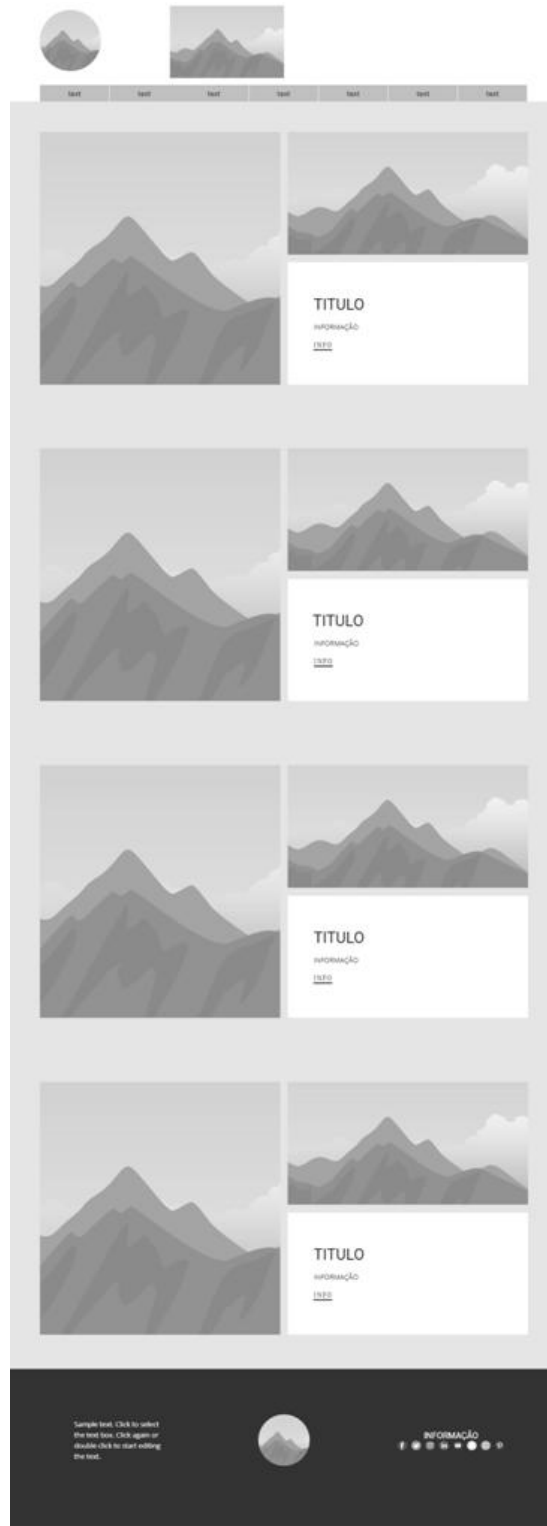 text text text text text text text
TITULO
INFORMAÇÃO
INFO
TITULO
INFORMAÇÃO
INFO
TITULO
INFORMAÇÃO
INFO
TITULO
INFORMAÇÃO
INFO
Sample text. Click to select
the text box. Click again or
double click to start editing
the text.
INFORMAÇÃO